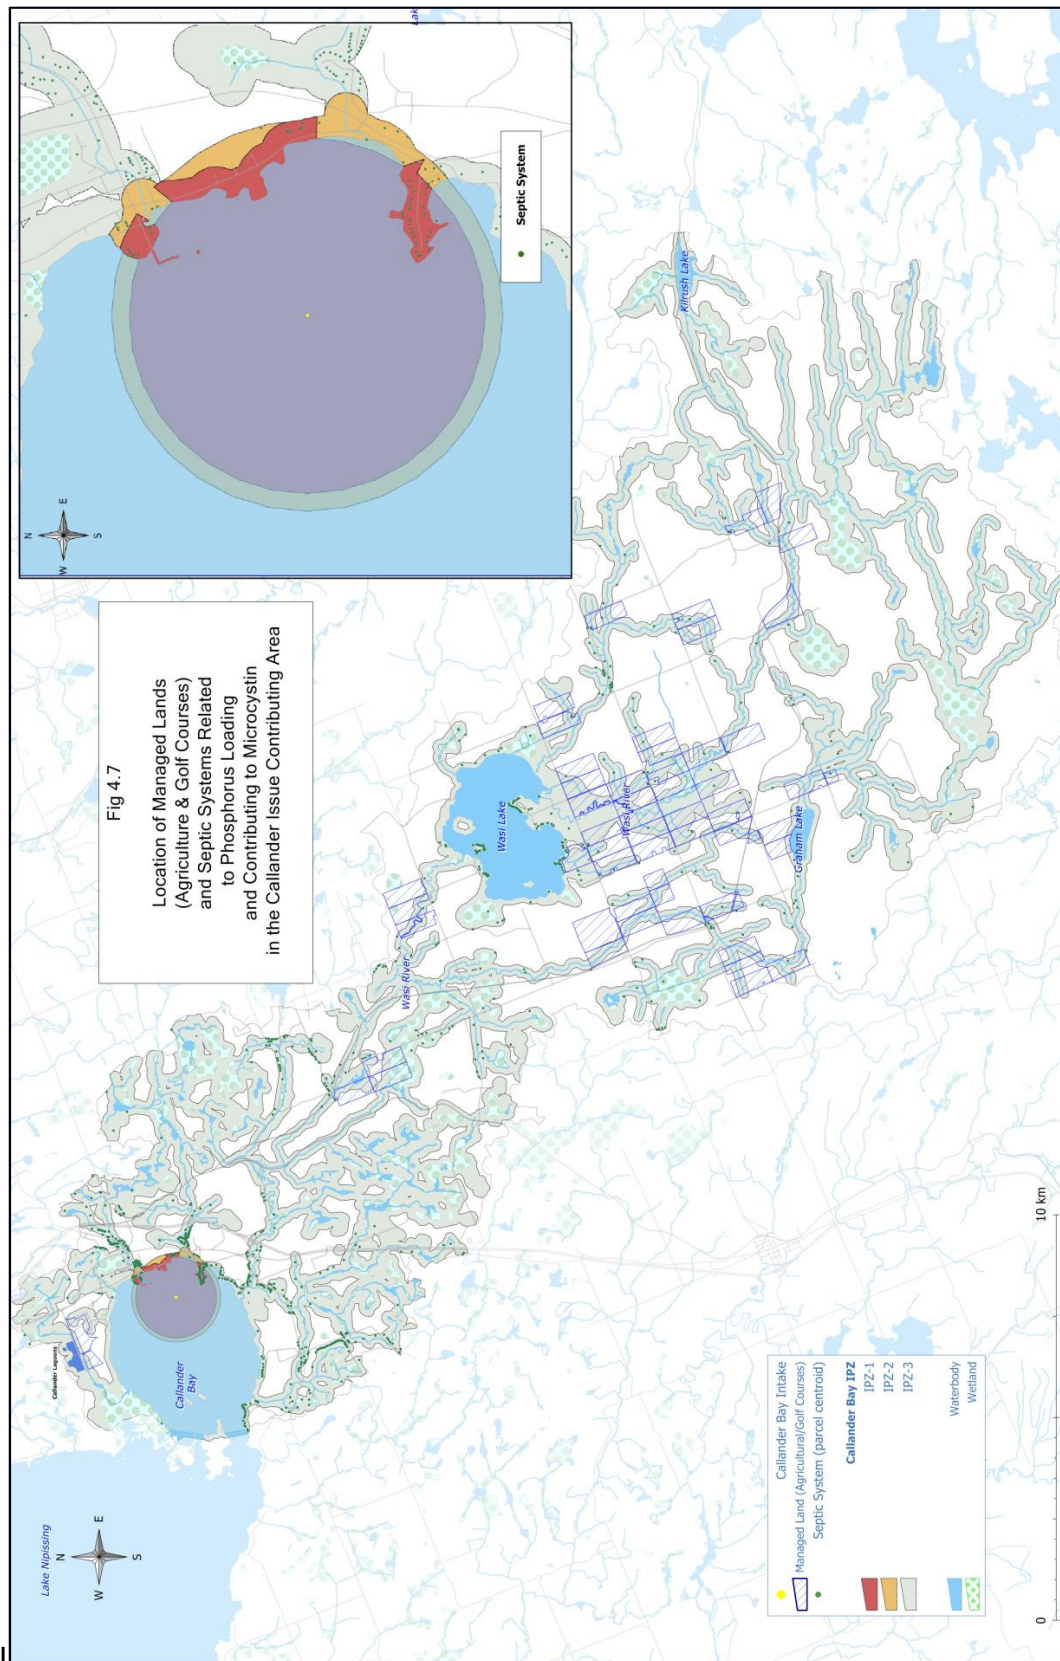 Fig 4.7
Location of Managed Lands
(Agriculture & Golf Courses)
and Septic Systems Related
to Phosphorus Loading
and Contributing to Microcystin
in the Callander Issue Contributing Area
N
W E
S
Lak
Septic System
Lake Nipissing
N
W E
S
Callander Lagoons
Callander Bay
Wasi River
Wasi Lake
Wasi River
Graham Lake
Kilrush Lake
Callander Bay Intake
Managed Land (Agricultural/Golf Courses)
Septic System (parcel centroid)
Callander Bay IPZ
IPZ-1
IPZ-2
IPZ-3
Waterbody
Wetland
0 10 km